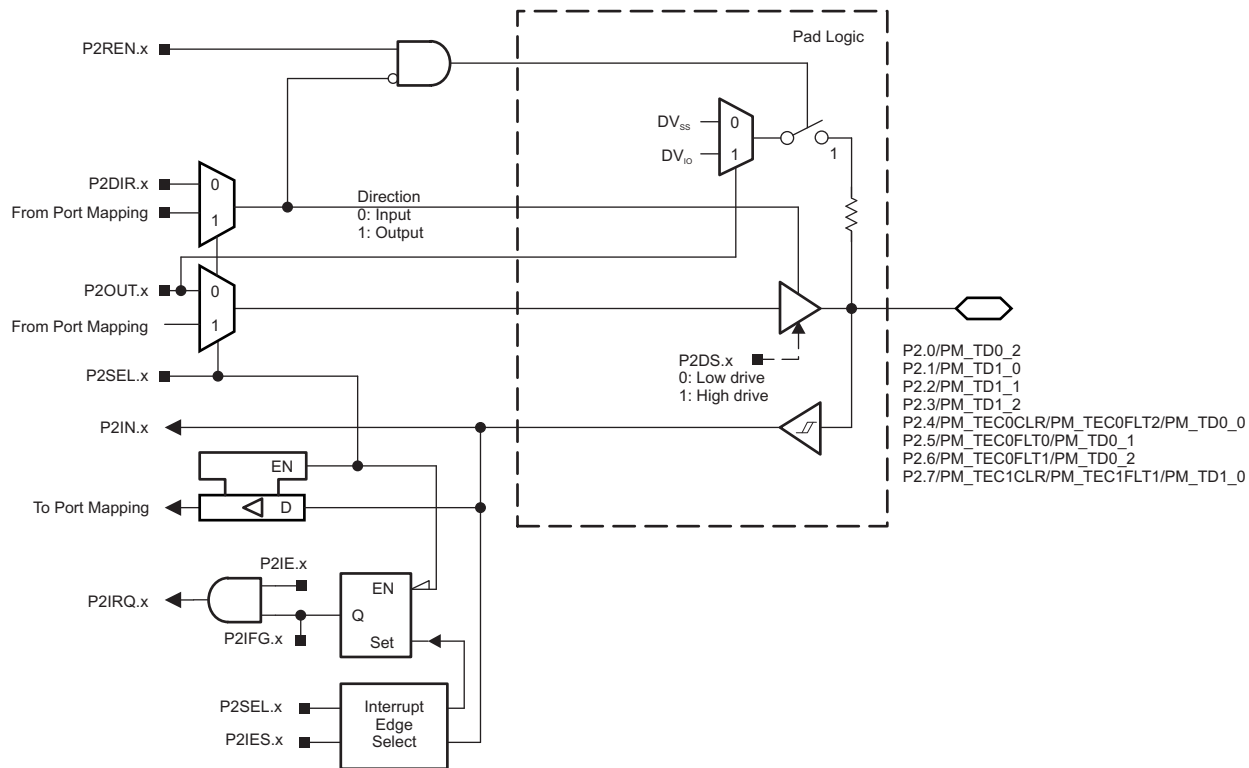 Pad Logic
P2REN.x
DVSS
0
DVIO
1
1
P2DIR.x
0
From Port Mapping
1
Direction
0: Input
1: Output
P2OUT.x
0
From Port Mapping
1
P2DS.x
0: Low drive
1: High drive
P2SEL.x
P2IN.x
P2.0/PM_TD0_2
P2.1/PM_TD1_0
P2.2/PM_TD1_1
P2.3/PM_TD1_2
P2.4/PM_TEC0CLR/PM_TEC0FLT2/PM_TD0_0
P2.5/PM_TEC0FLT0/PM_TD0_1
P2.6/PM_TEC0FLT1/PM_TD0_2
P2.7/PM_TEC1CLR/PM_TEC1FLT1/PM_TD1_0
EN
To Port Mapping
D
P2IE.x
P2IRQ.x
P2IFG.x
EN
Q
Set
P2SEL.x
P2IES.x
Interrupt
Edge
Select